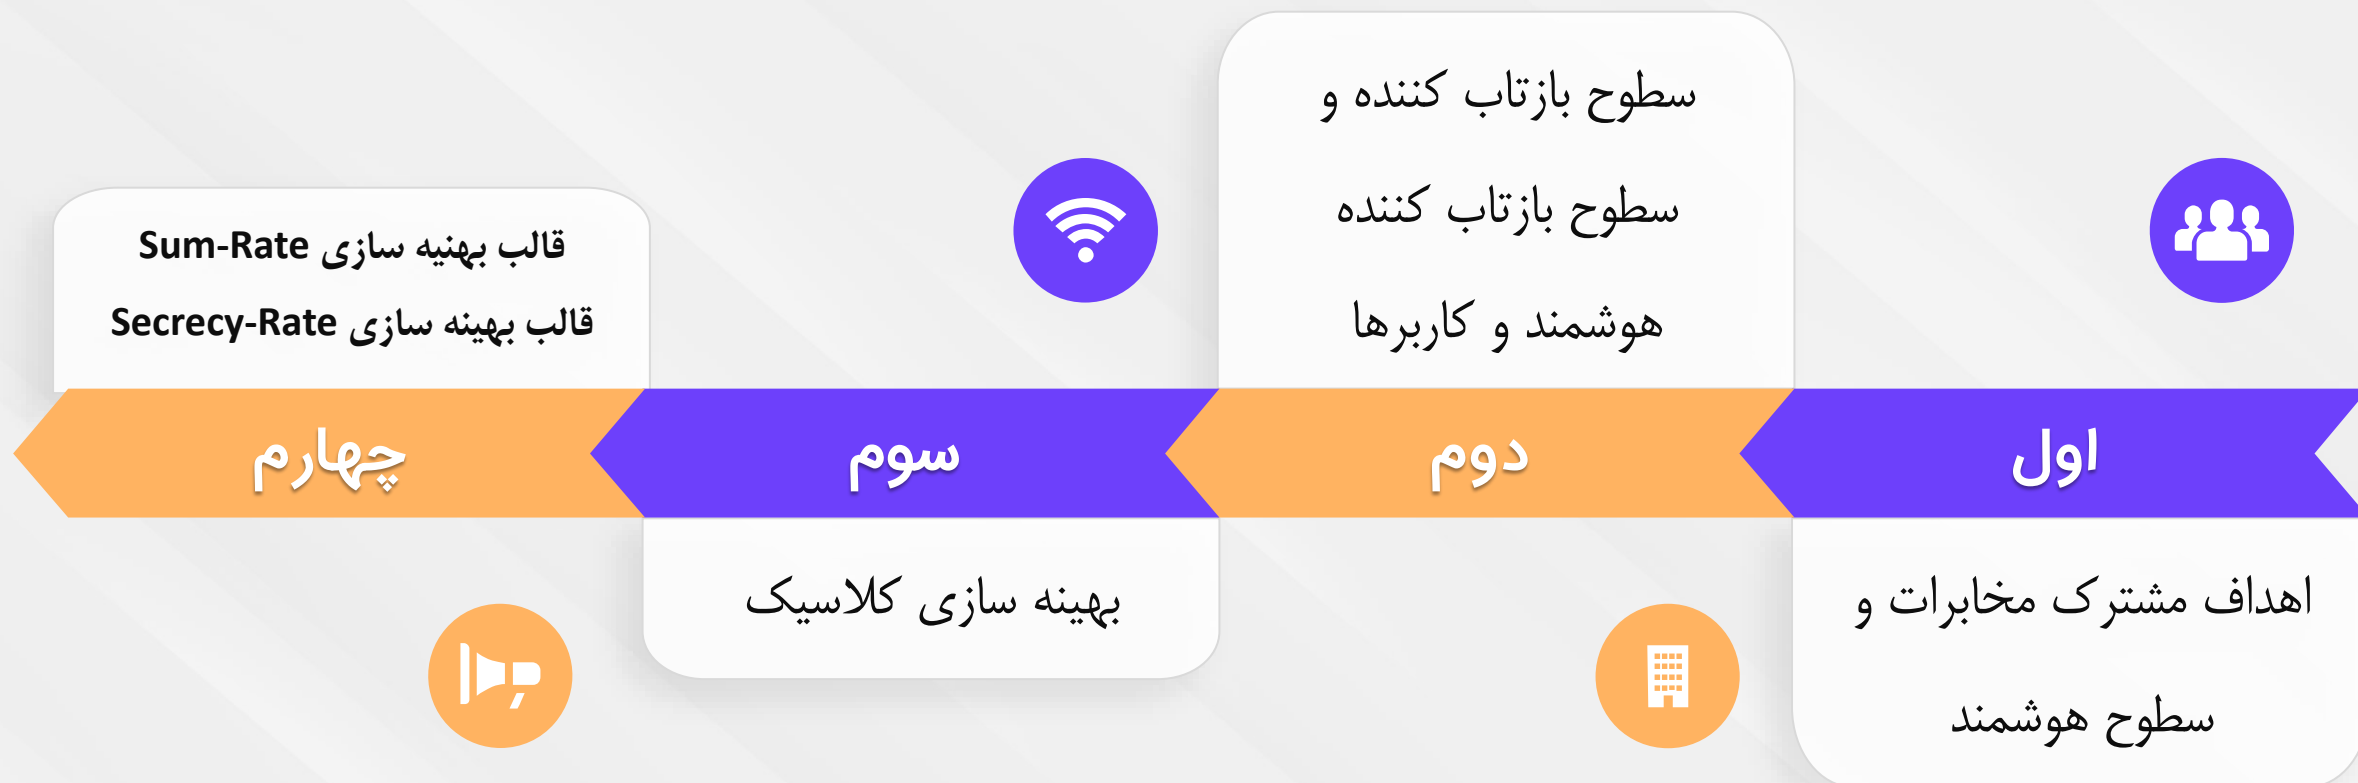 اول
اهداف مشترک مخابرات و
سطوح هوشمند
دوم
سطوح بازتاب کننده و
سطوح بازتاب کننده
هوشمند و کاربرها
سوم
بهینه سازی کلاسیک
چهارم
قالب بهنیه سازی Sum-Rate
قالب بهینه سازی Secrecy-Rate